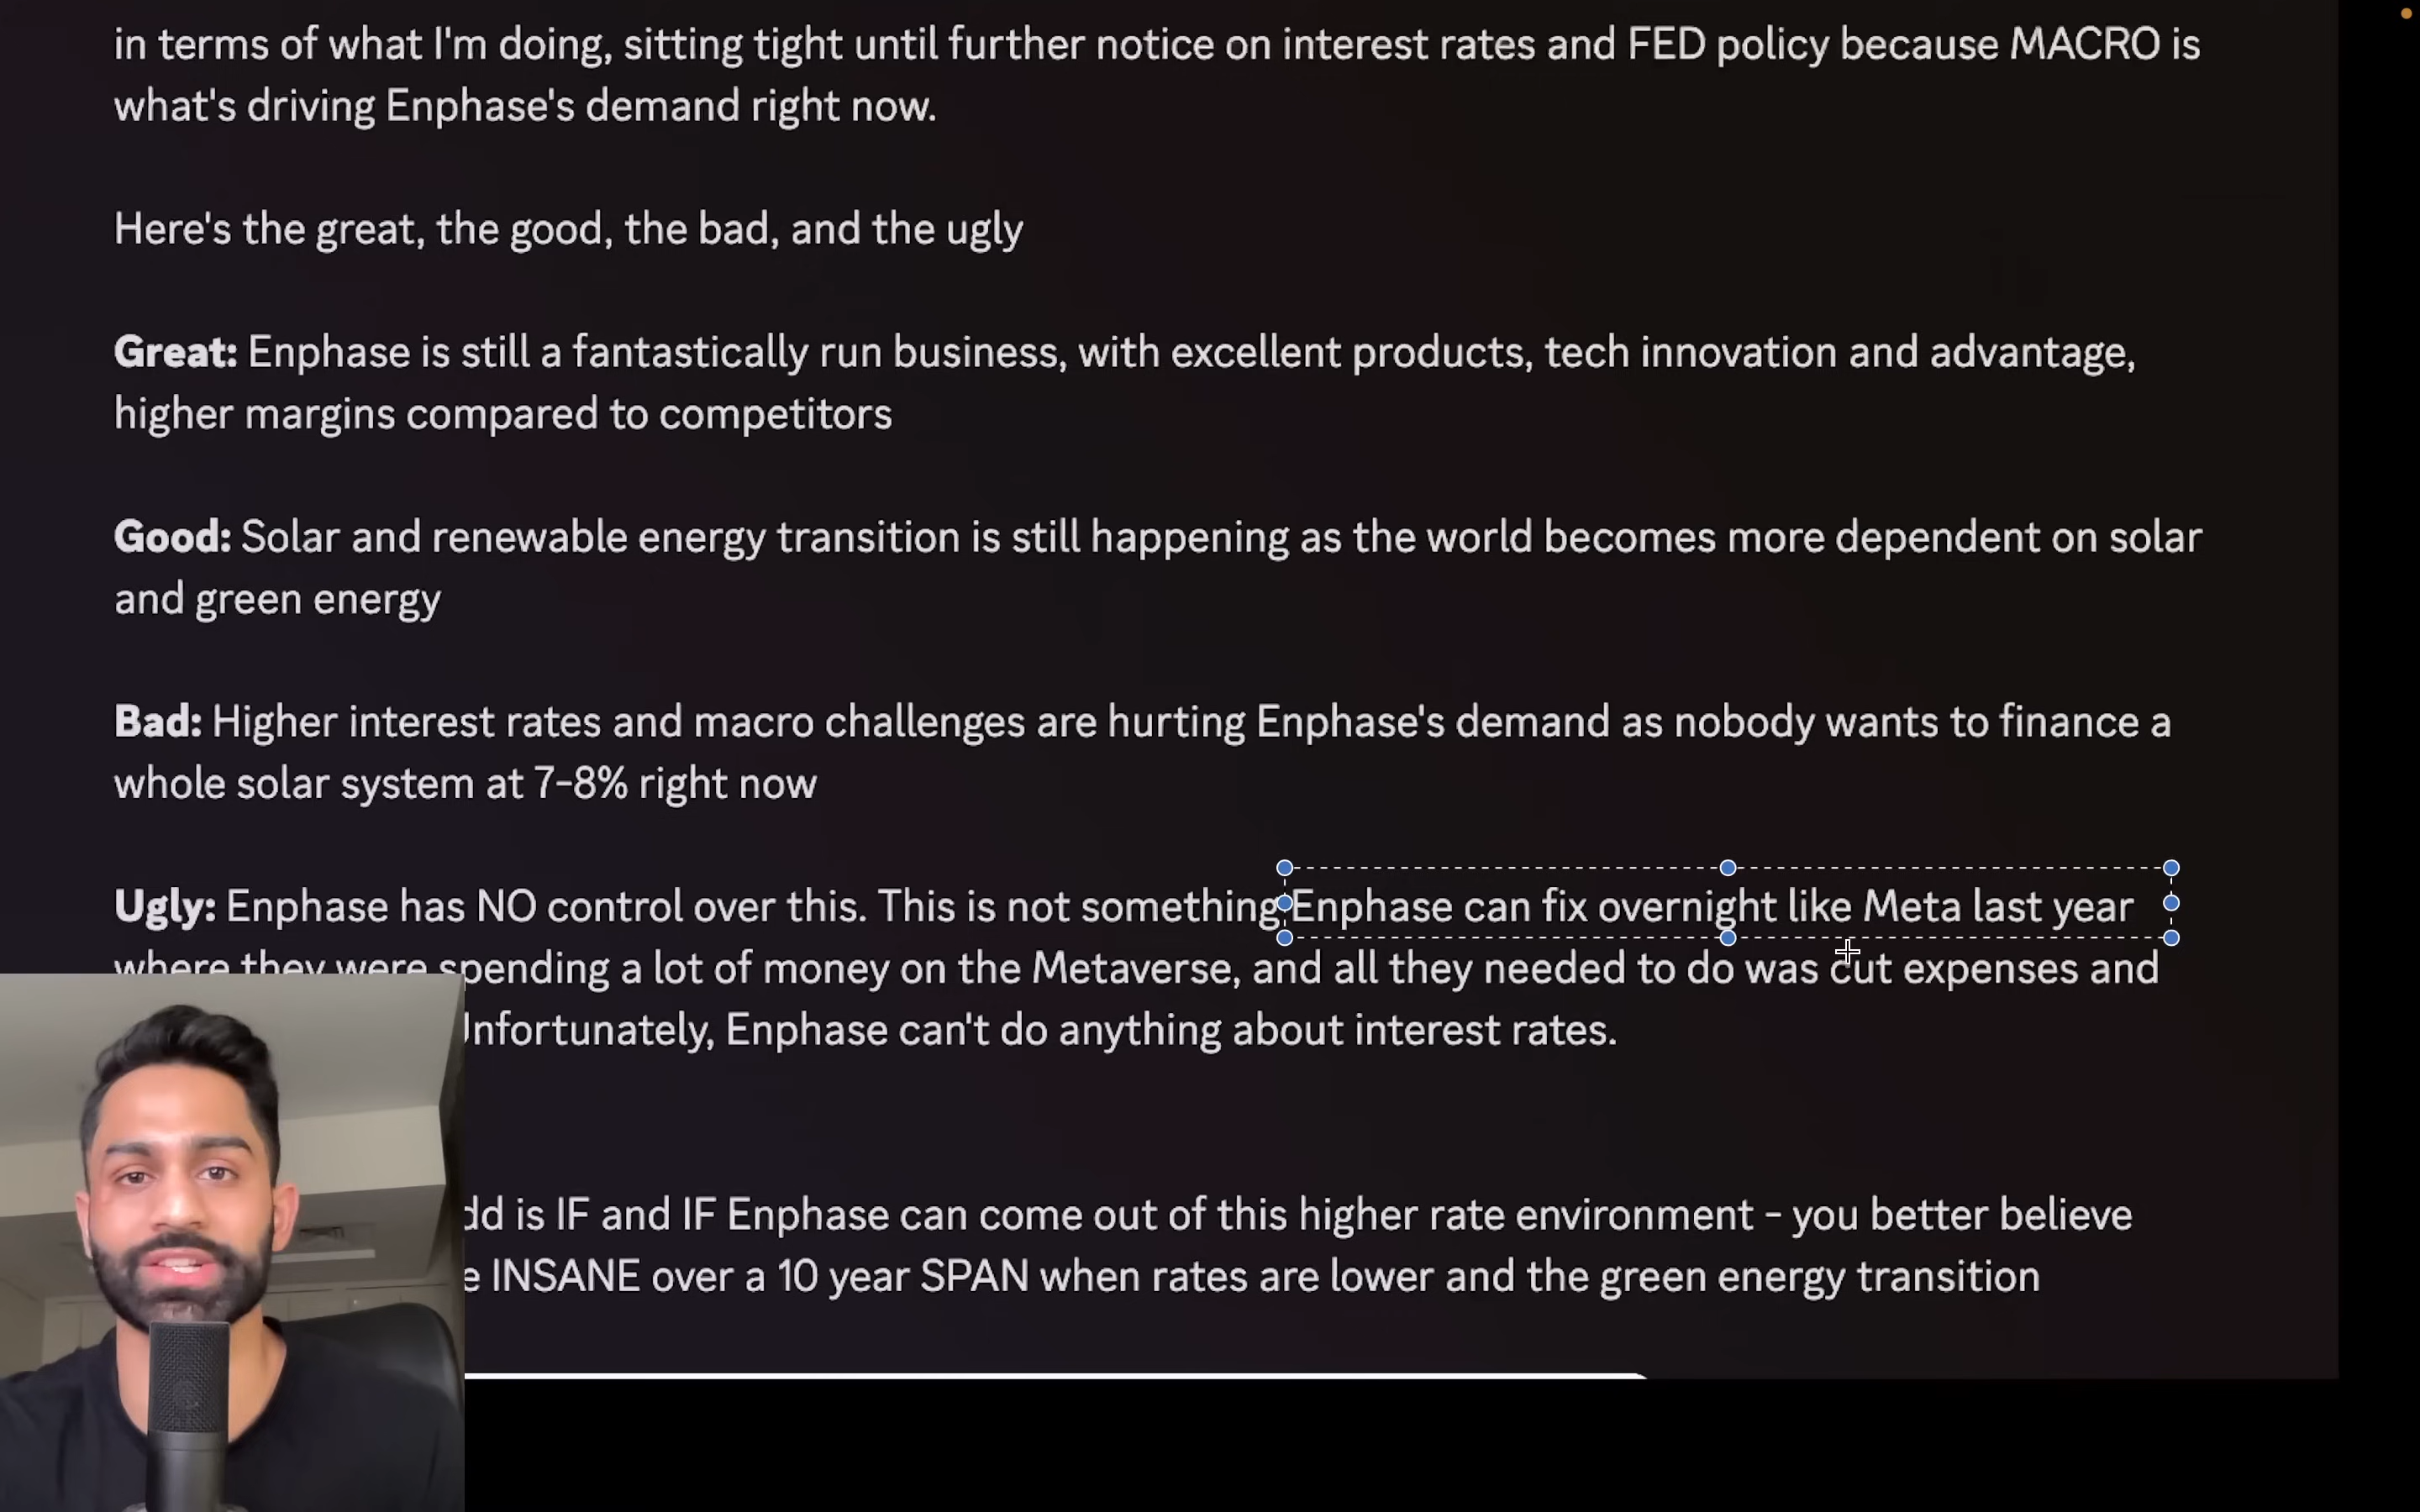 in terms of what I'm doing, sitting tight until further notice on interest rates and FED policy because MACRO is
what's driving Enphase's demand right now.
Here's the great, the good, the bad, and the ugly
Great: Enphase is still a fantastically run business, with excellent products, tech innovation and advantage,
higher margins compared to competitors
Good: Solar and renewable energy transition is still happening as the world becomes more dependent on solar
and green energy
Bad: Higher interest rates and macro challenges are hurting Enphase's demand as nobody wants to finance a
whole solar system at 7-8% right now
Ugly: Enphase has NO control over this. This is not something Enphase can fix overnight like Meta last year
where they were spending a lot of money on the Metaverse, and all they needed to do was cut expenses and
Unfortunately, Enphase can't do anything about interest rates.
is IF and IF Enphase can come out of this higher rate environment - you better believe
INSANE over a 10 year SPAN when rates are lower and the green energy transition